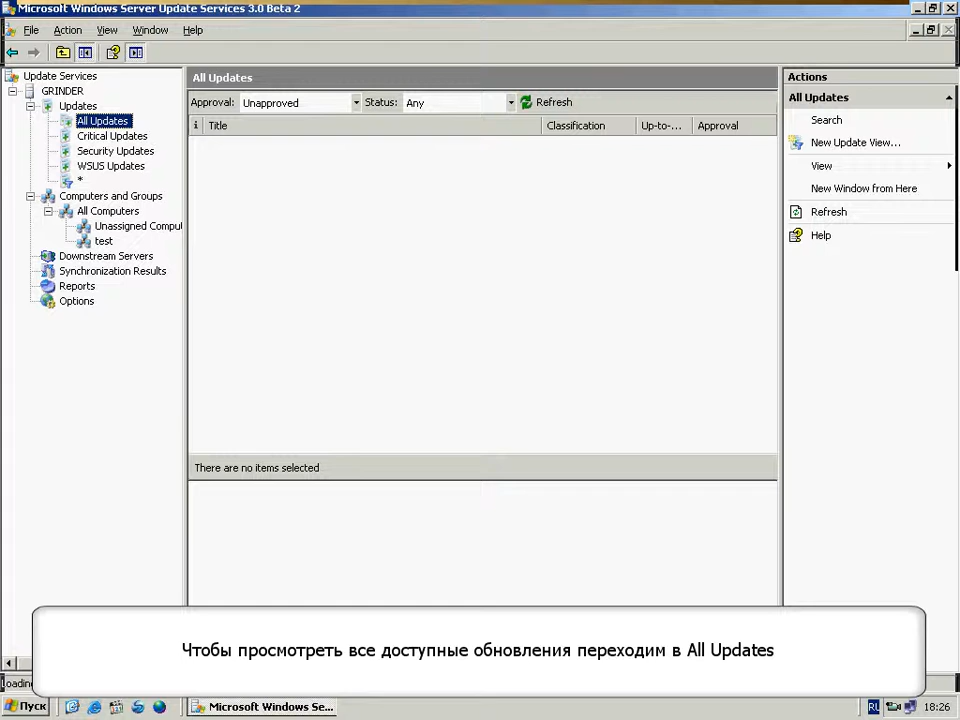 Microsoft Windows Server Update Services 3.0 Beta 2
File Action View Window Help
Update Services
GRINDER
Updates
All Updates
Critical Updates
Security Updates
WSUS Updates
*
Computers and Groups
All Computers
Unassigned Compu
test
Downstream Servers
Synchronization Results
Reports
Options
All Updates
Approval: Unapproved Status: Any Refresh
i Title Classification Up-to-... Approval
There are no items selected
Actions
All Updates
Search
New Update View...
View
New Window from Here
Refresh
Help
Чтобы просмотреть все доступные обновления переходим в All Updates
Пуск Microsoft Windows Se... RL 18:26